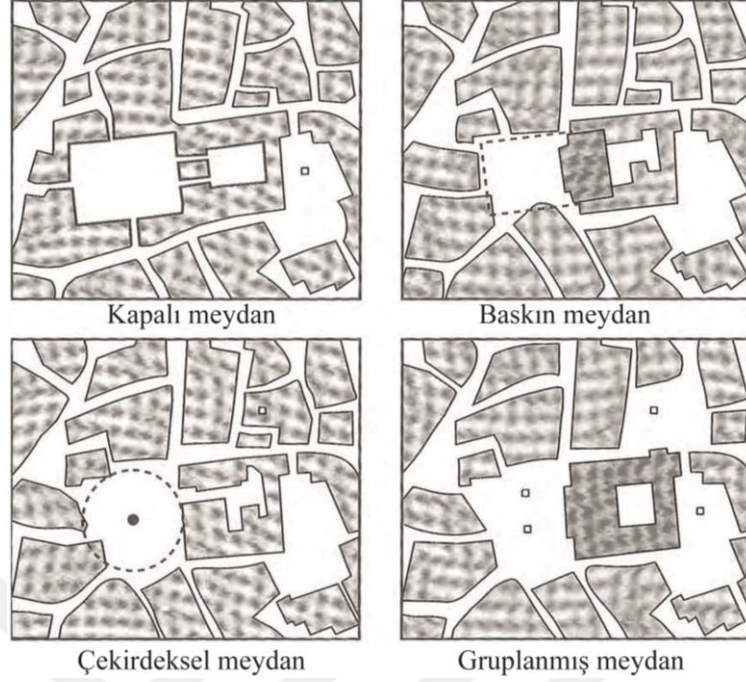 Kapalı meydan
Baskın meydan
Çekirdeksel meydan
Gruplanmış meydan